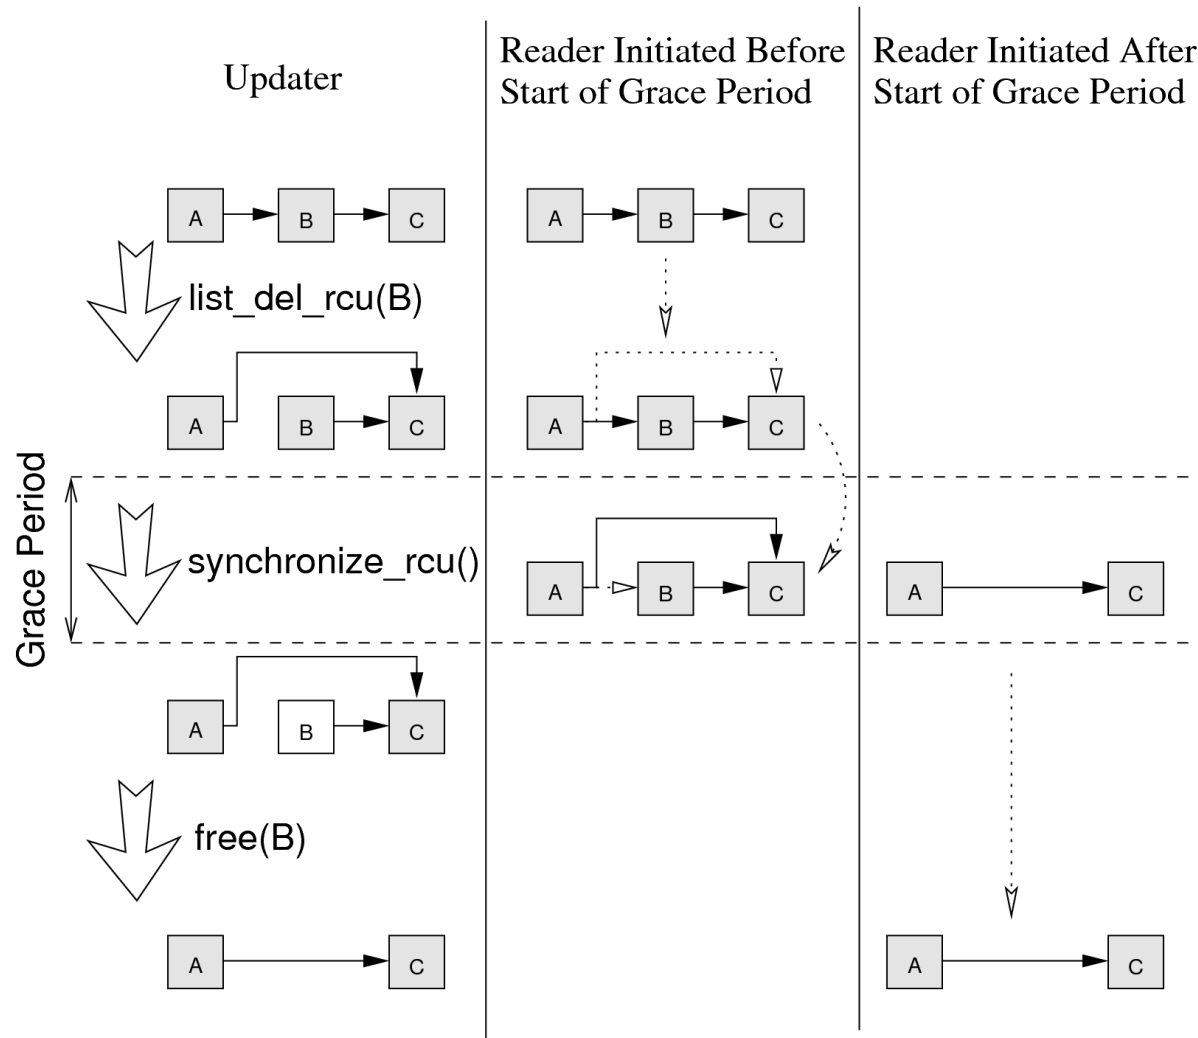 Updater
Reader Initiated Before
Start of Grace Period
Reader Initiated After
Start of Grace Period
A B C
A B C
list_del_rcu(B)
A B C
A B C
Grace Period
synchronize_rcu()
A B C
A C
A B C
free(B)
A C
A C